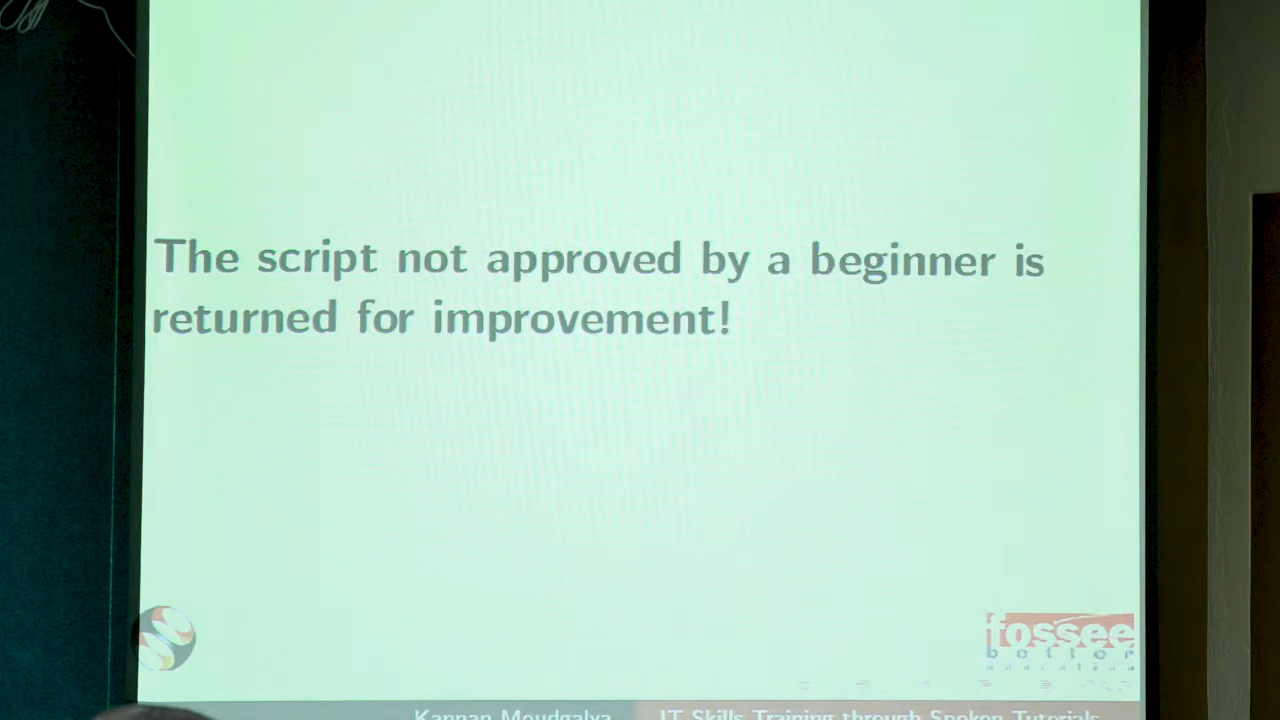 The script not approved by a beginner is
returned for improvement!
fossee
better
Kannan Moudgalya
IT Skills Training through Spoken Tutorials